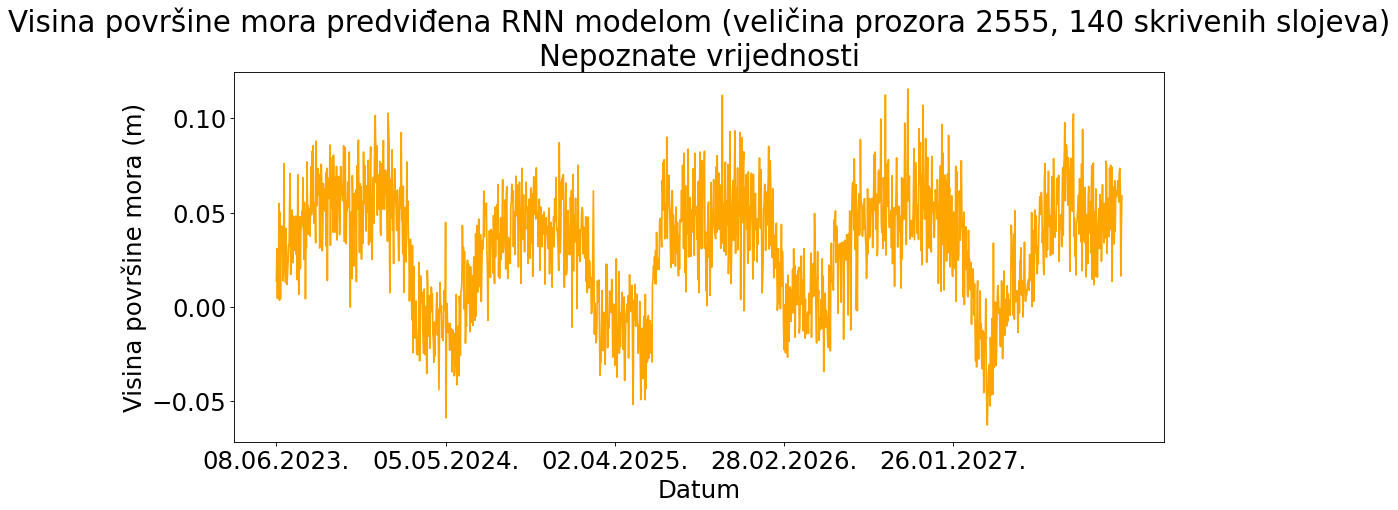 Visina površine mora predviđena RNN modelom (veličina prozora 2555, 140 skrivenih slojeva)
Nepoznate vrijednosti
Visina površine mora (m)
0.10
0.05
0.00
−0.05
08.06.2023. 05.05.2024. 02.04.2025. 28.02.2026. 26.01.2027.
Datum